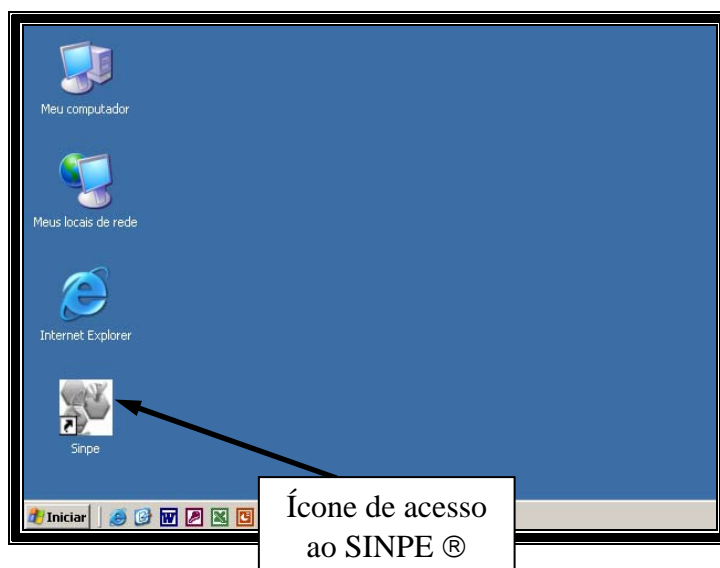 Meu computador
Meus locais de rede
Internet Explorer
Sinpe
Iniciar
Ícone de acesso
ao SINPE ®